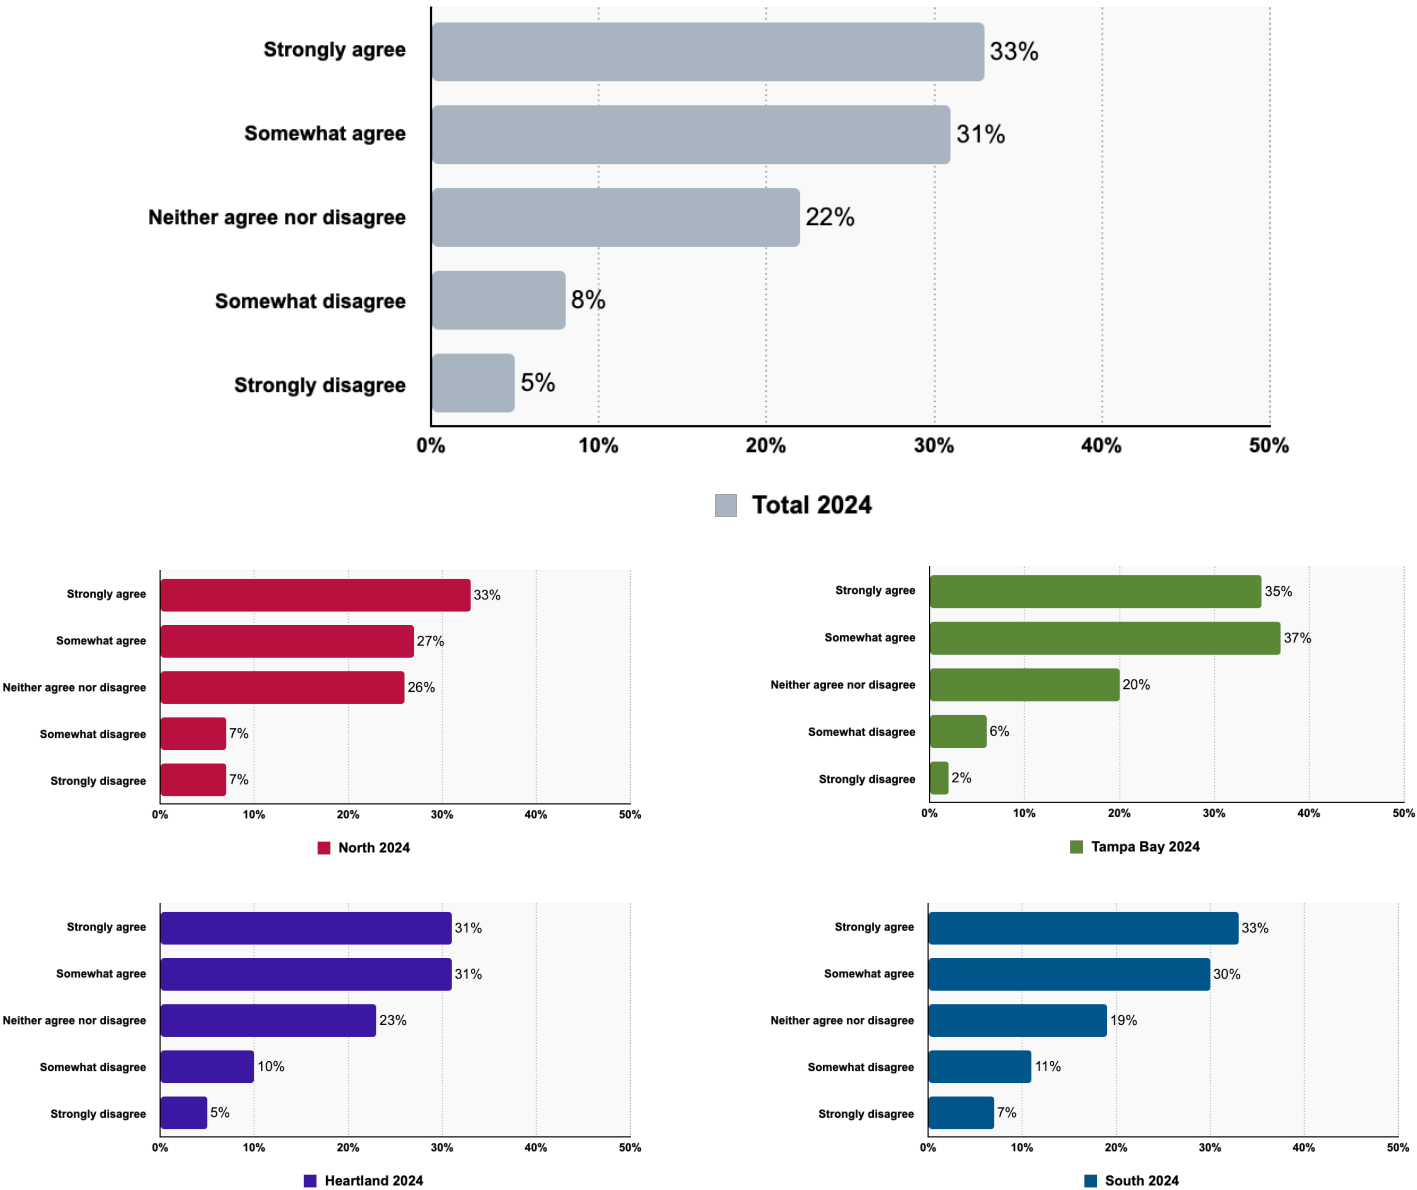 Strongly agree 33%
Somewhat agree 31%
Neither agree nor disagree 22%
Somewhat disagree 8%
Strongly disagree 5%
0% 10% 20% 30% 40% 50%
Total 2024
Strongly agree 33%
Somewhat agree 27%
Neither agree nor disagree 26%
Somewhat disagree 7%
Strongly disagree 7%
0% 10% 20% 30% 40% 50%
North 2024
Strongly agree 35%
Somewhat agree 37%
Neither agree nor disagree 20%
Somewhat disagree 6%
Strongly disagree 2%
0% 10% 20% 30% 40% 50%
Tampa Bay 2024
Strongly agree 31%
Somewhat agree 31%
Neither agree nor disagree 23%
Somewhat disagree 10%
Strongly disagree 5%
0% 10% 20% 30% 40% 50%
Heartland 2024
Strongly agree 33%
Somewhat agree 30%
Neither agree nor disagree 19%
Somewhat disagree 11%
Strongly disagree 7%
0% 10% 20% 30% 40% 50%
South 2024